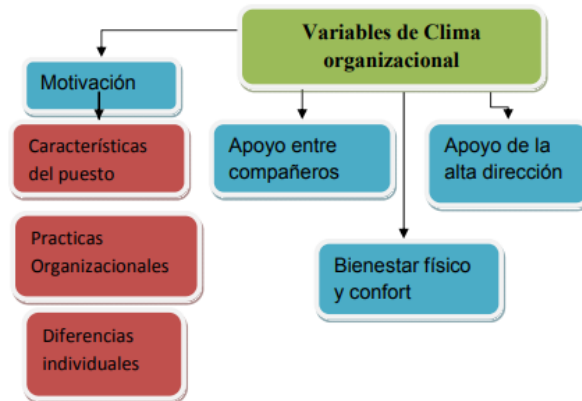 Variables de Clima
organizacional
Motivación
Características
del puesto
Practicas
Organizacionales
Diferencias
individuales
Apoyo entre
compañeros
Apoyo de la
alta dirección
Bienestar físico
y confort